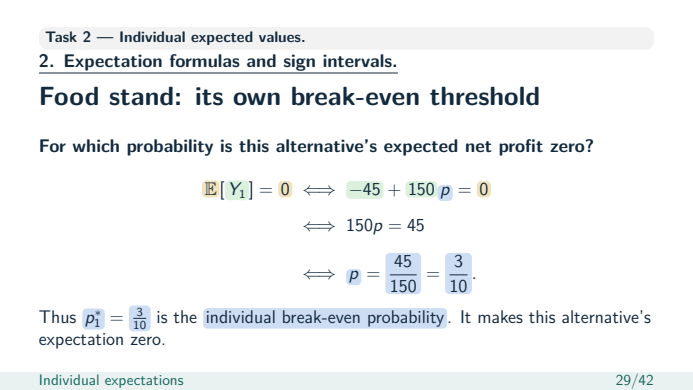 Task 2 — Individual expected values.
2. Expectation formulas and sign intervals.
Food stand: its own break-even threshold
For which probability is this alternative's expected net profit zero?
𝔼[Y₁] = 0 ⟺ −45 + 150p = 0
⟺ 150p = 45
⟺ p = 45/150 = 3/10.
Thus p₁* = 3/10 is the individual break-even probability. It makes this alternative's
expectation zero.
Individual expectations 29/42